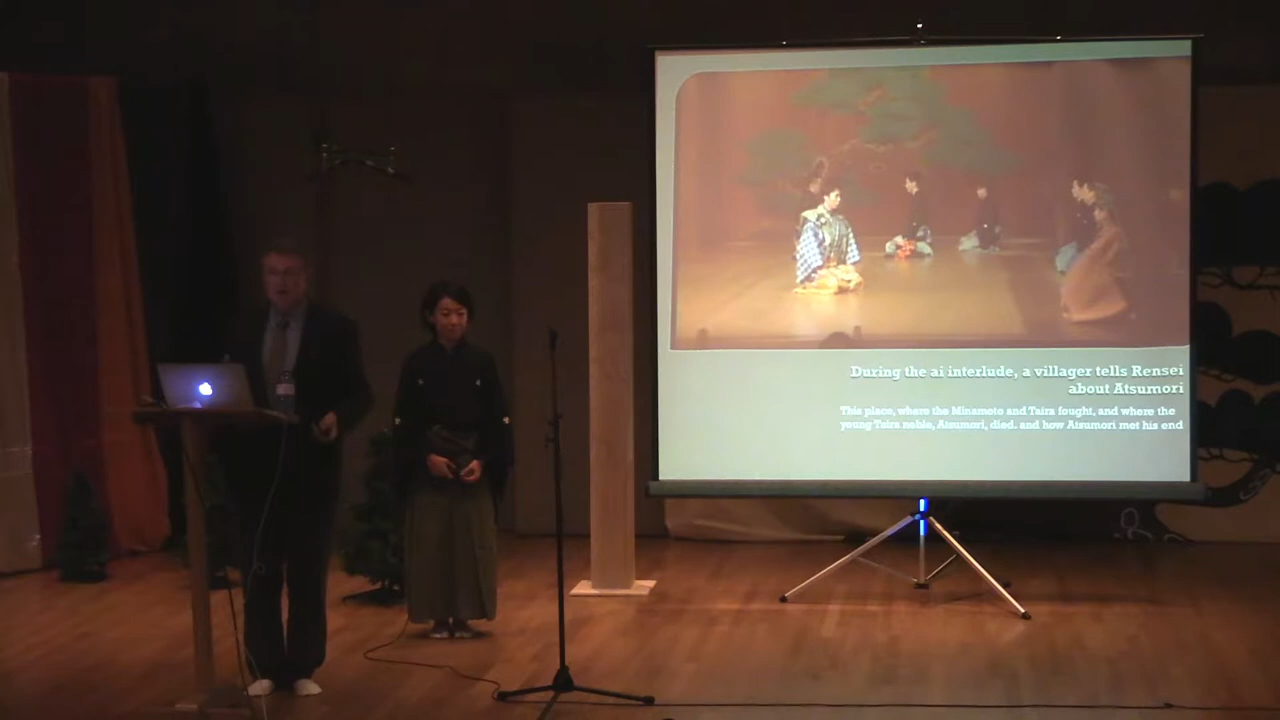 During the ai interlude, a villager tells Rensei
about Atsumori
This place, where the Minamoto and Taira fought, and where the
young Taira noble, Atsumori, died. and how Atsumori met his end